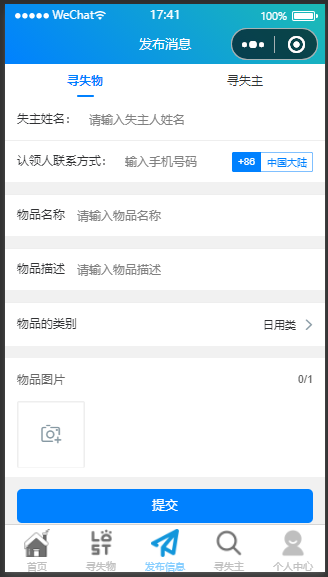 WeChat 17:41 100%
发布消息
寻失物 寻失主
失主姓名： 请输入失主人姓名
认领人联系方式： 输入手机号码 +86 中国大陆
物品名称 请输入物品名称
物品描述 请输入物品描述
物品的类别 日用类
物品图片 0/1
提交
LOST
首页 寻失物 发布信息 寻失主 个人中心